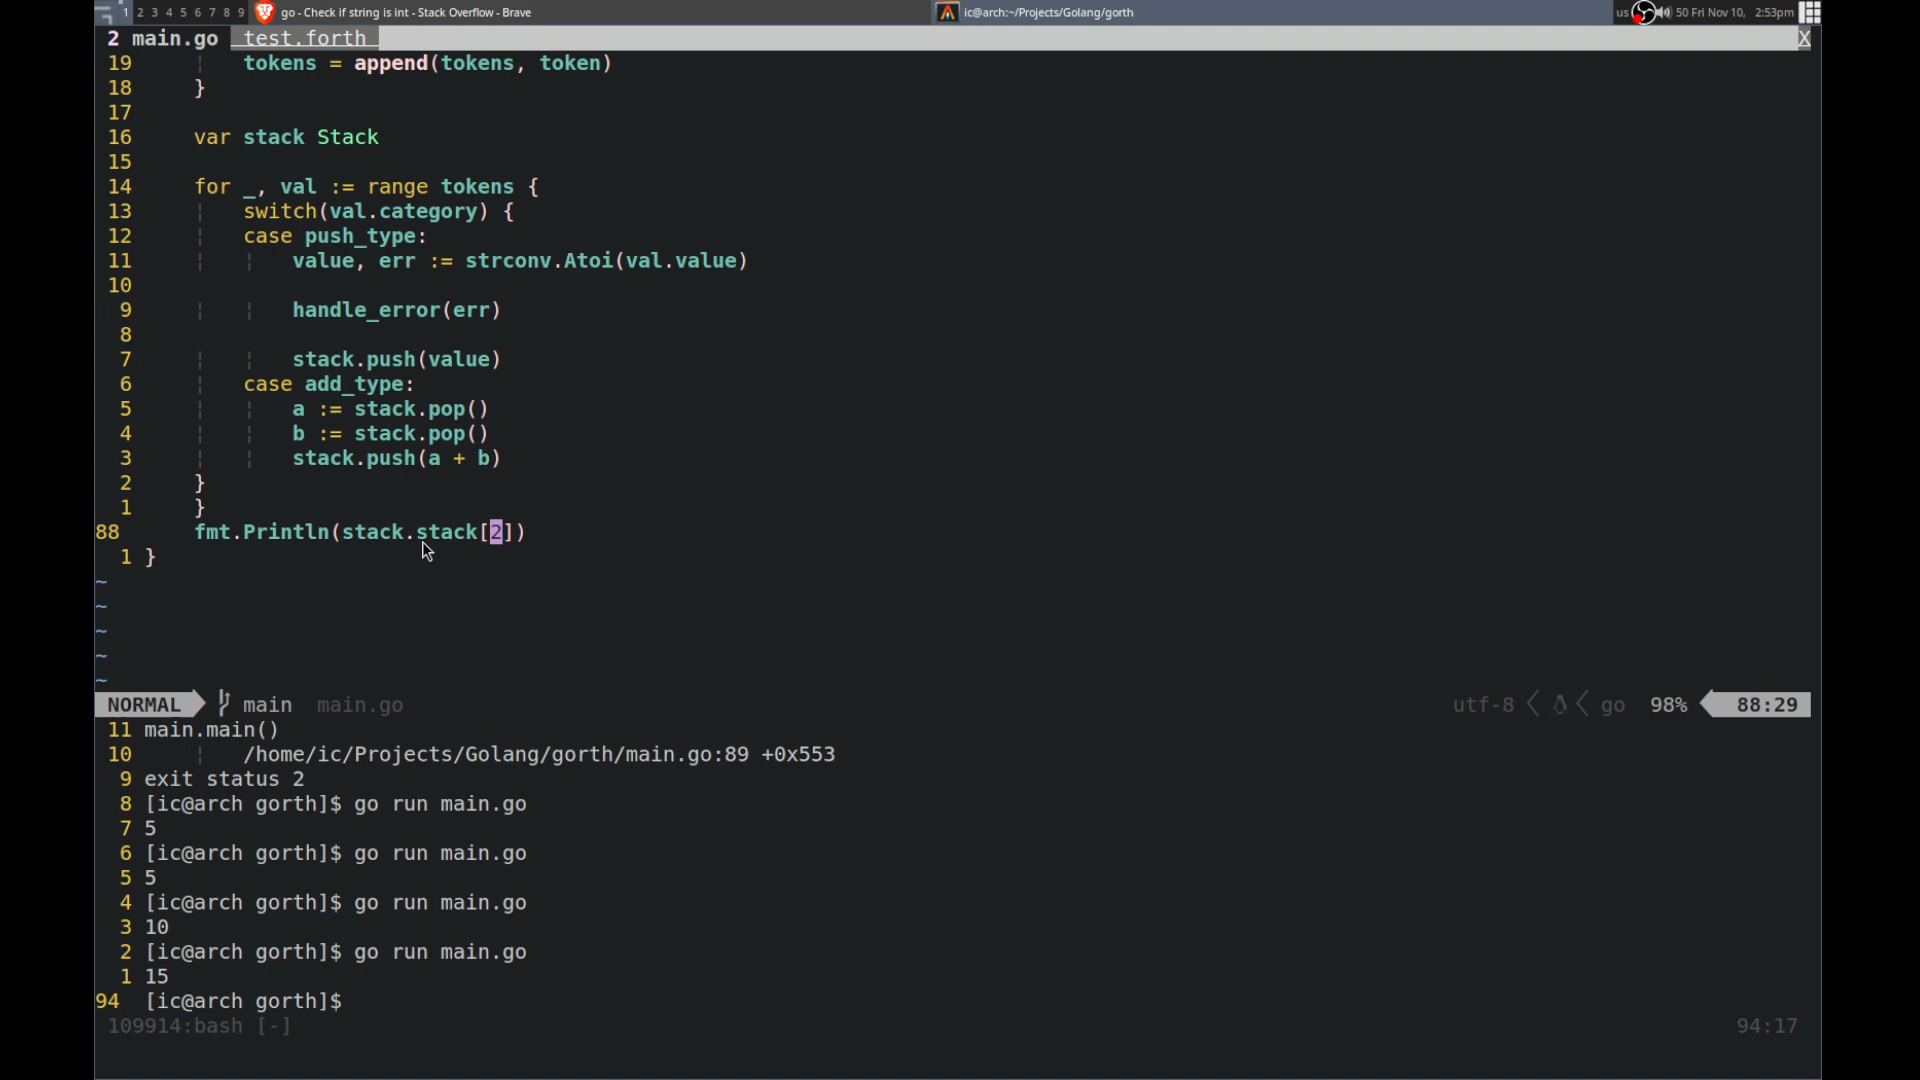 1 2 3 4 5 6 7 8 9 go - Check if string is int - Stack Overflow - Brave ic@arch:~/Projects/Golang/gorth us 50 Fri Nov 10, 2:53pm
2 main.go test.forth X
19 tokens = append(tokens, token)
18 }
17
16 var stack Stack
15
14 for _, val := range tokens {
13 switch(val.category) {
12 case push_type:
11 value, err := strconv.Atoi(val.value)
10
9 handle_error(err)
8
7 stack.push(value)
6 case add_type:
5 a := stack.pop()
4 b := stack.pop()
3 stack.push(a + b)
2 }
1 }
88 fmt.Println(stack.stack[2])
1 }
~
~
~
~
~
NORMAL main main.go utf-8 go 98% 88:29
11 main.main()
10 /home/ic/Projects/Golang/gorth/main.go:89 +0x553
9 exit status 2
8 [ic@arch gorth]$ go run main.go
7 5
6 [ic@arch gorth]$ go run main.go
5 5
4 [ic@arch gorth]$ go run main.go
3 10
2 [ic@arch gorth]$ go run main.go
1 15
94 [ic@arch gorth]$
109914:bash [-] 94:17